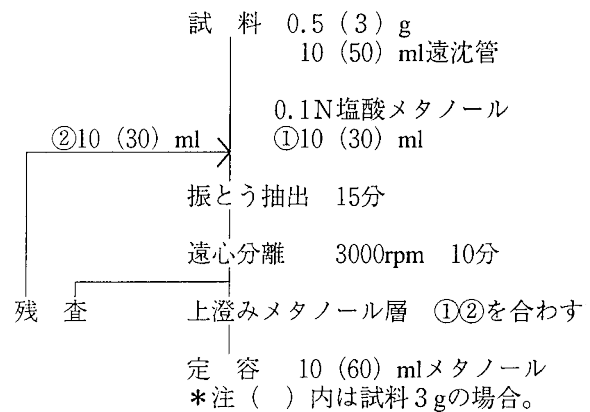 試　料　0.5（3）g
10（50）ml遠沈管
0.1N塩酸メタノール
②10（30）ml
①10（30）ml
振とう抽出　15分
遠心分離　3000rpm　10分
残　査
上澄みメタノール層　①②を合わす
定　容　10（60）mlメタノール
＊注（　）内は試料3gの場合。